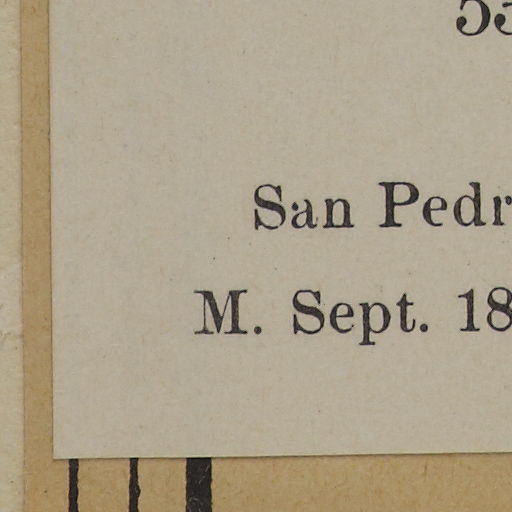 San Pedr
M. Sept. 18